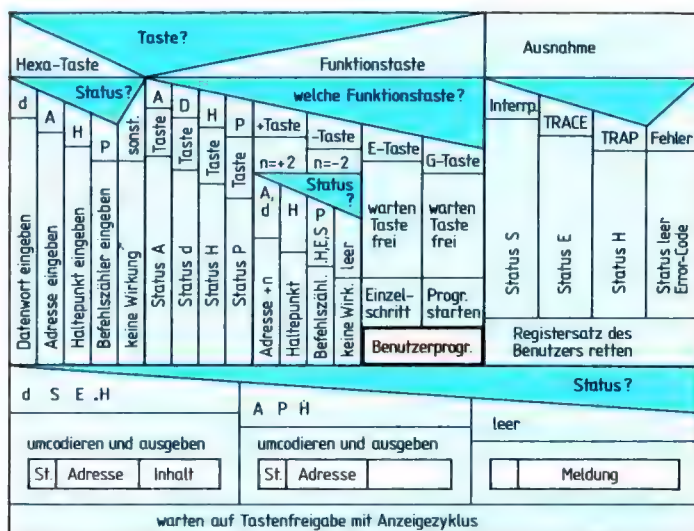 Taste?
Hexa-Taste
Funktionstaste
Ausnahme
Status?
welche Funktionstaste?
d
Datenwort eingeben
A
Adresse eingeben
H
Haltepunkt eingeben
P
Befehlszähler eingeben
sonst.
keine Wirkung
A
Taste
Status A
D
Taste
Status d
H
Taste
Status H
P
Taste
Status P
+Taste
n=+2
-Taste
n=-2
Status
?
A,
d
Adresse +n
H
Haltepunkt
P
.H,E,S
Befehlszähl.
leer
keine Wirk.
E-Taste
warten
Taste
frei
Einzel-
schritt
G-Taste
warten
Taste
frei
Progr.
starten
Benutzerprogr.
Interrp.
Status S
TRACE
Status E
TRAP
Status H
Fehler
Status leer
Error-Code
Registersatz des
Benutzers retten
Status?
d S E .H
umcodieren und ausgeben
St. Adresse Inhalt
A P H
umcodieren und ausgeben
St. Adresse
leer
Meldung
warten auf Tastenfreigabe mit Anzeigezyklus